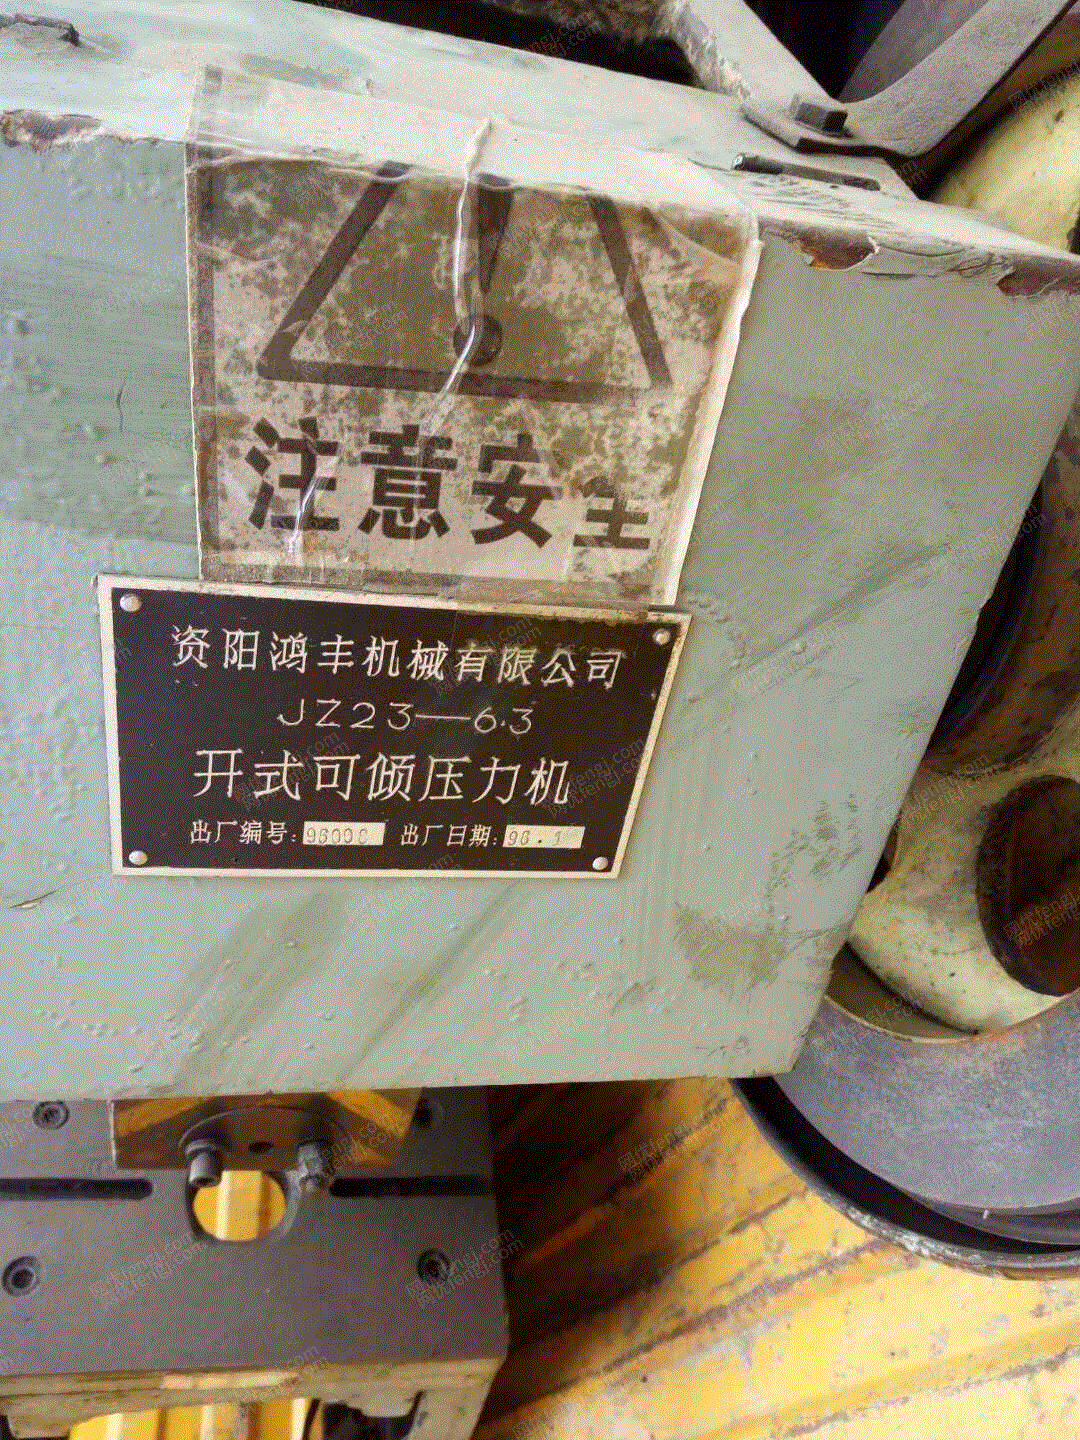 注意安全
资阳鸿丰机械有限公司
JZ23—6.3
开式可倾压力机
出厂编号: 出厂日期: